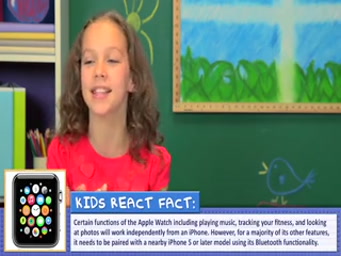 KIDS REACT FACT:
Certain functions of the Apple Watch including playing music, tracking your fitness, and looking
at photos will work independently from an iPhone. However, for a majority of its other features,
it needs to be paired with a nearby iPhone 5 or later model using its Bluetooth functionality.